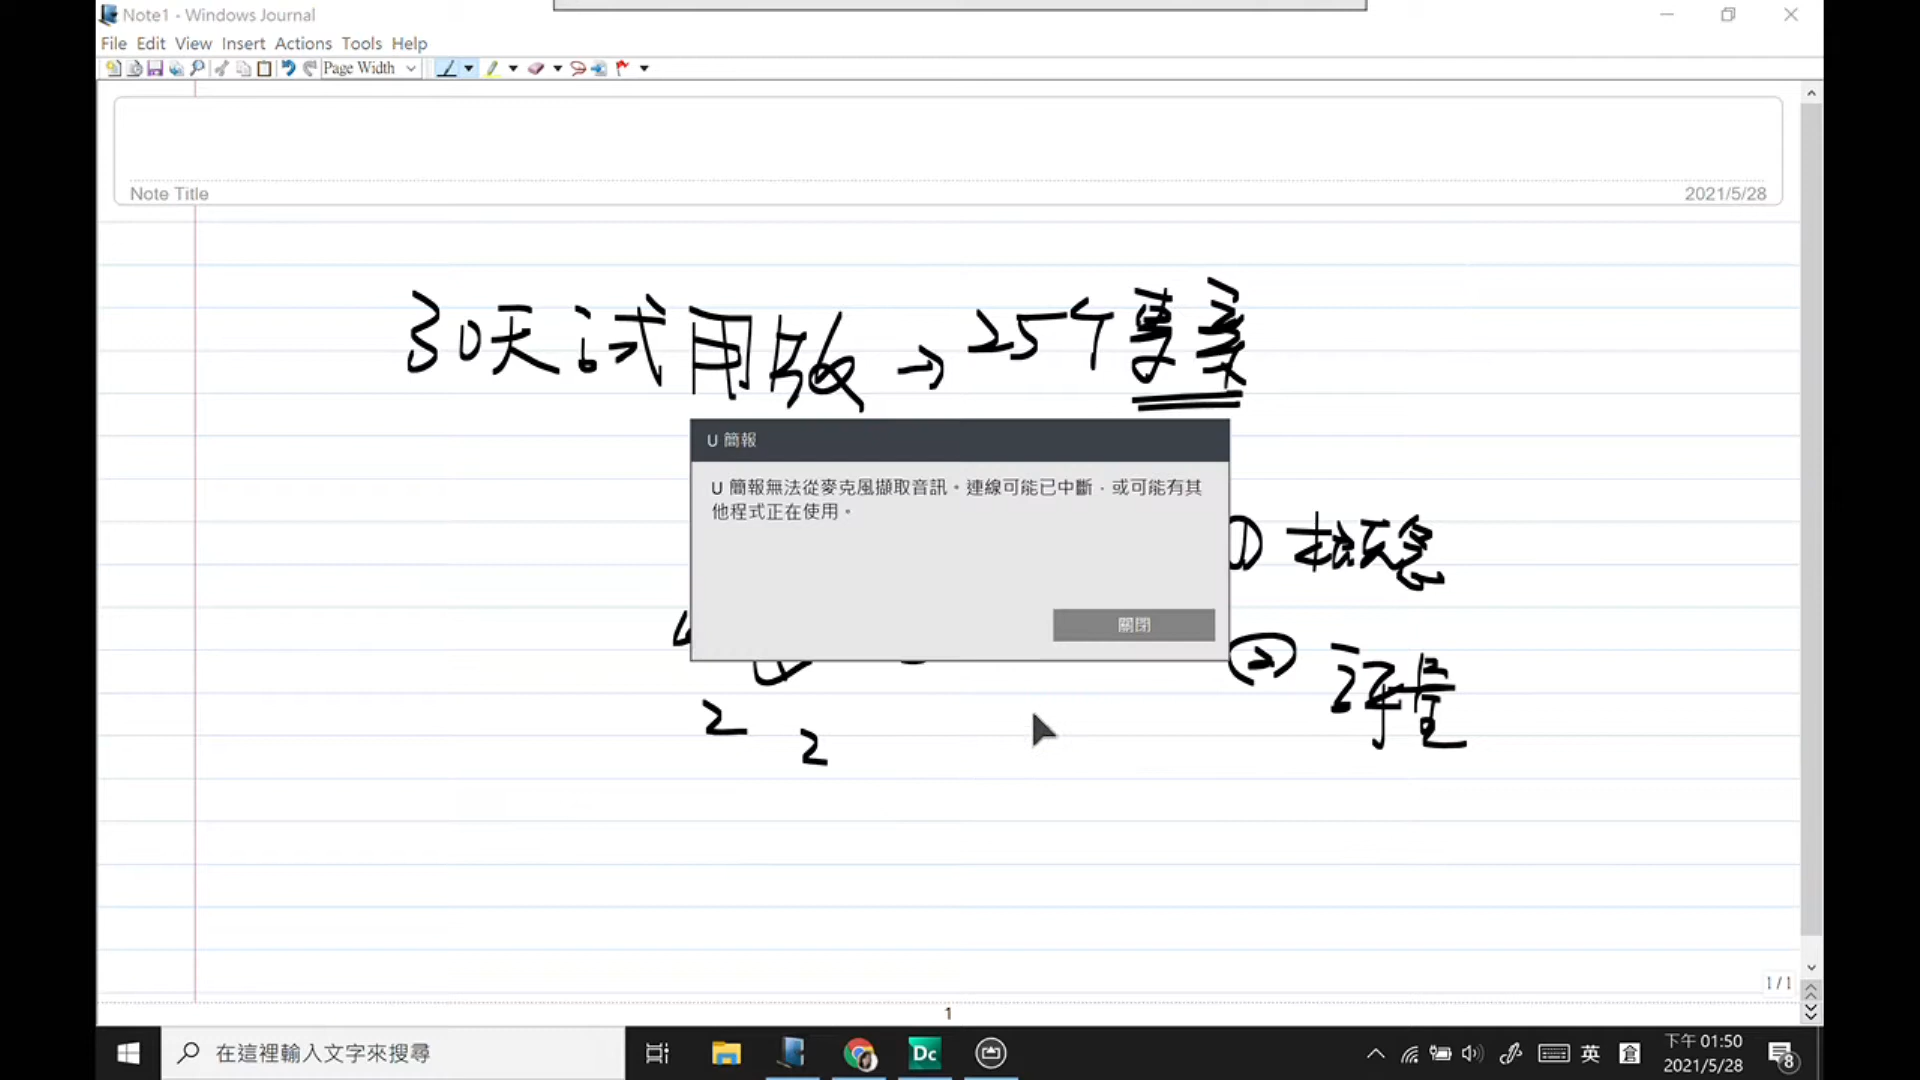 Note1 - Windows Journal
File Edit View Insert Actions Tools Help
Page Width
Note Title 2021/5/28
30天試用版 → 25个專案
U 簡報
U 簡報無法從麥克風擷取音訊。連線可能已中斷，或可能有其
他程式正在使用。
① 概念
關閉
② 評量
2
2
1 / 1
1
在這裡輸入文字來搜尋
Dc
英
倉
下午 01:50
2021/5/28
8